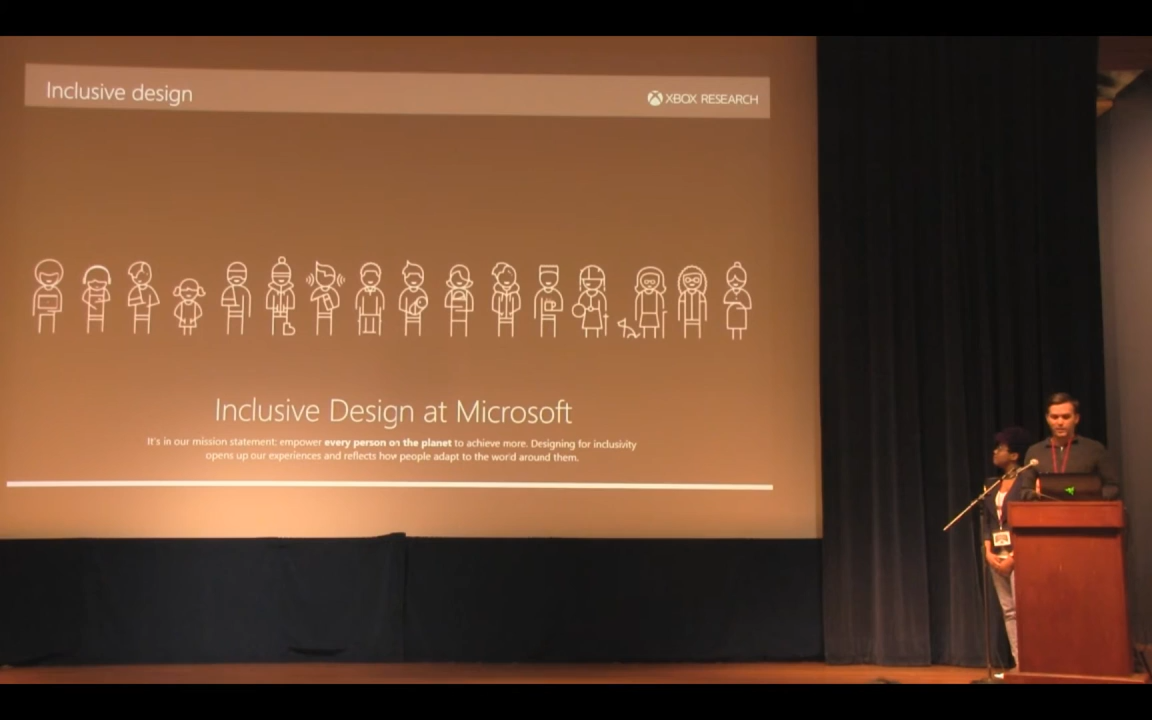 Inclusive design
XBOX RESEARCH
Inclusive Design at Microsoft
It's in our mission statement: empower every person on the planet to achieve more. Designing for inclusivity
opens up our experiences and reflects how people adapt to the world around them.